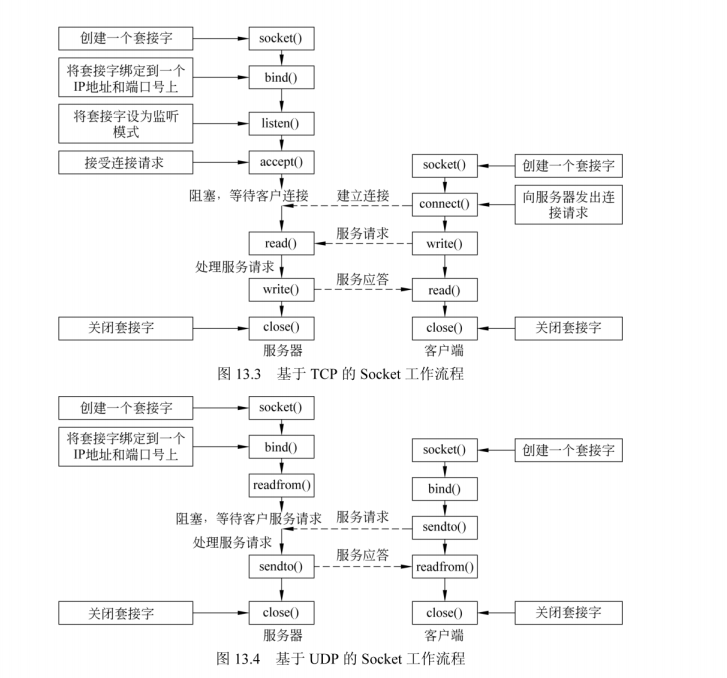 创建一个套接字
socket()
将套接字绑定到一个
IP地址和端口号上
bind()
将套接字设为监听
模式
listen()
接受连接请求
accept()
socket()
创建一个套接字
阻塞，等待客户连接
建立连接
connect()
向服务器发出连
接请求
read()
服务请求
write()
处理服务请求
write()
服务应答
read()
关闭套接字
close()
close()
关闭套接字
服务器
客户端
图 13.3 基于 TCP 的 Socket 工作流程
创建一个套接字
socket()
将套接字绑定到一个
IP地址和端口号上
bind()
socket()
创建一个套接字
readfrom()
bind()
阻塞，等待客户服务请求
服务请求
sendto()
处理服务请求
sendto()
服务应答
readfrom()
关闭套接字
close()
close()
关闭套接字
服务器
客户端
图 13.4 基于 UDP 的 Socket 工作流程